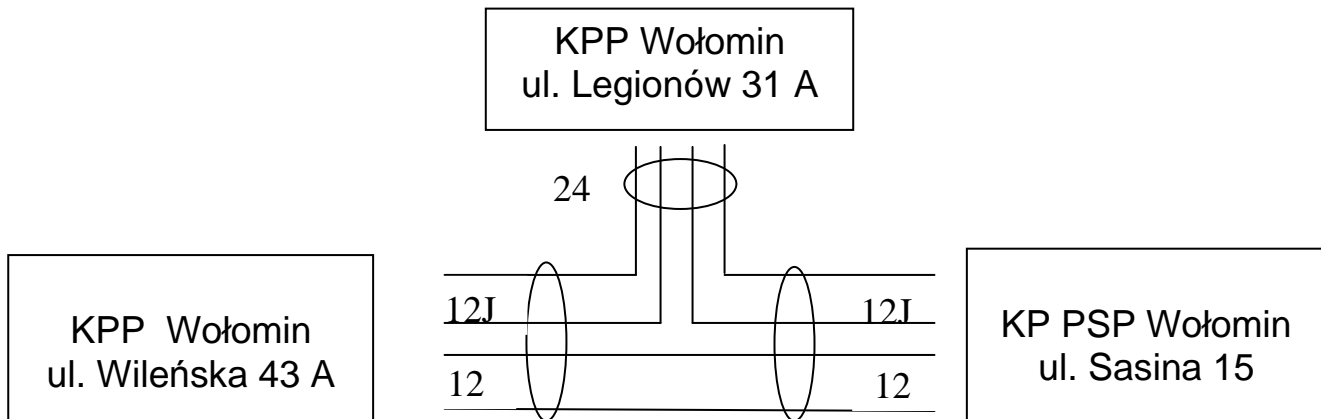 KPP Wołomin
ul. Legionów 31 A
24
12J
12J
KPP Wołomin
ul. Wileńska 43 A
KP PSP Wołomin
ul. Sasina 15
12
12